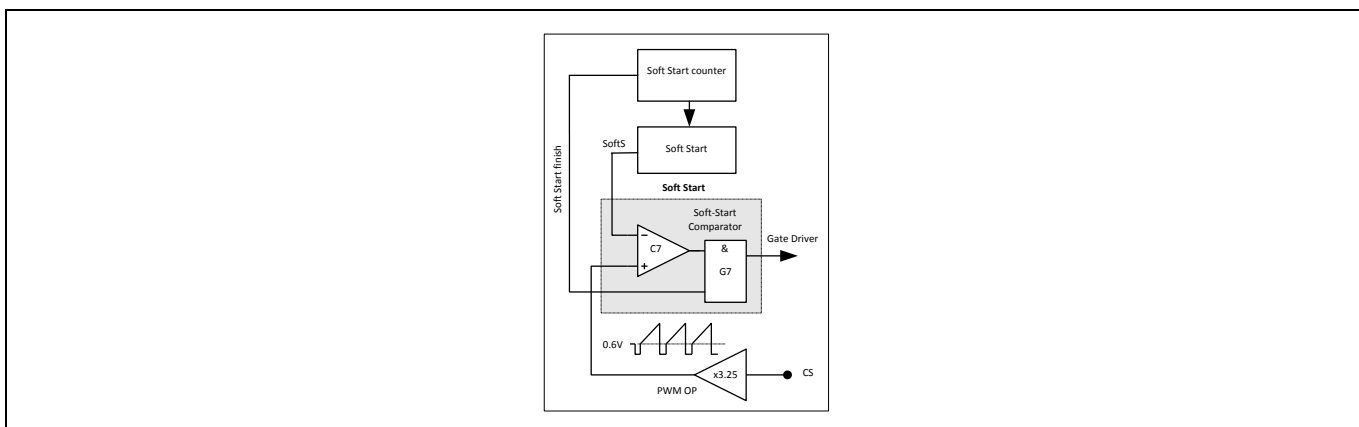 Soft Start counter
SoftS
Soft Start
Soft Start finish
Soft Start
Soft-Start
Comparator
Gate Driver
−
C7
+
&
G7
0.6V
x3.25
CS
PWM OP